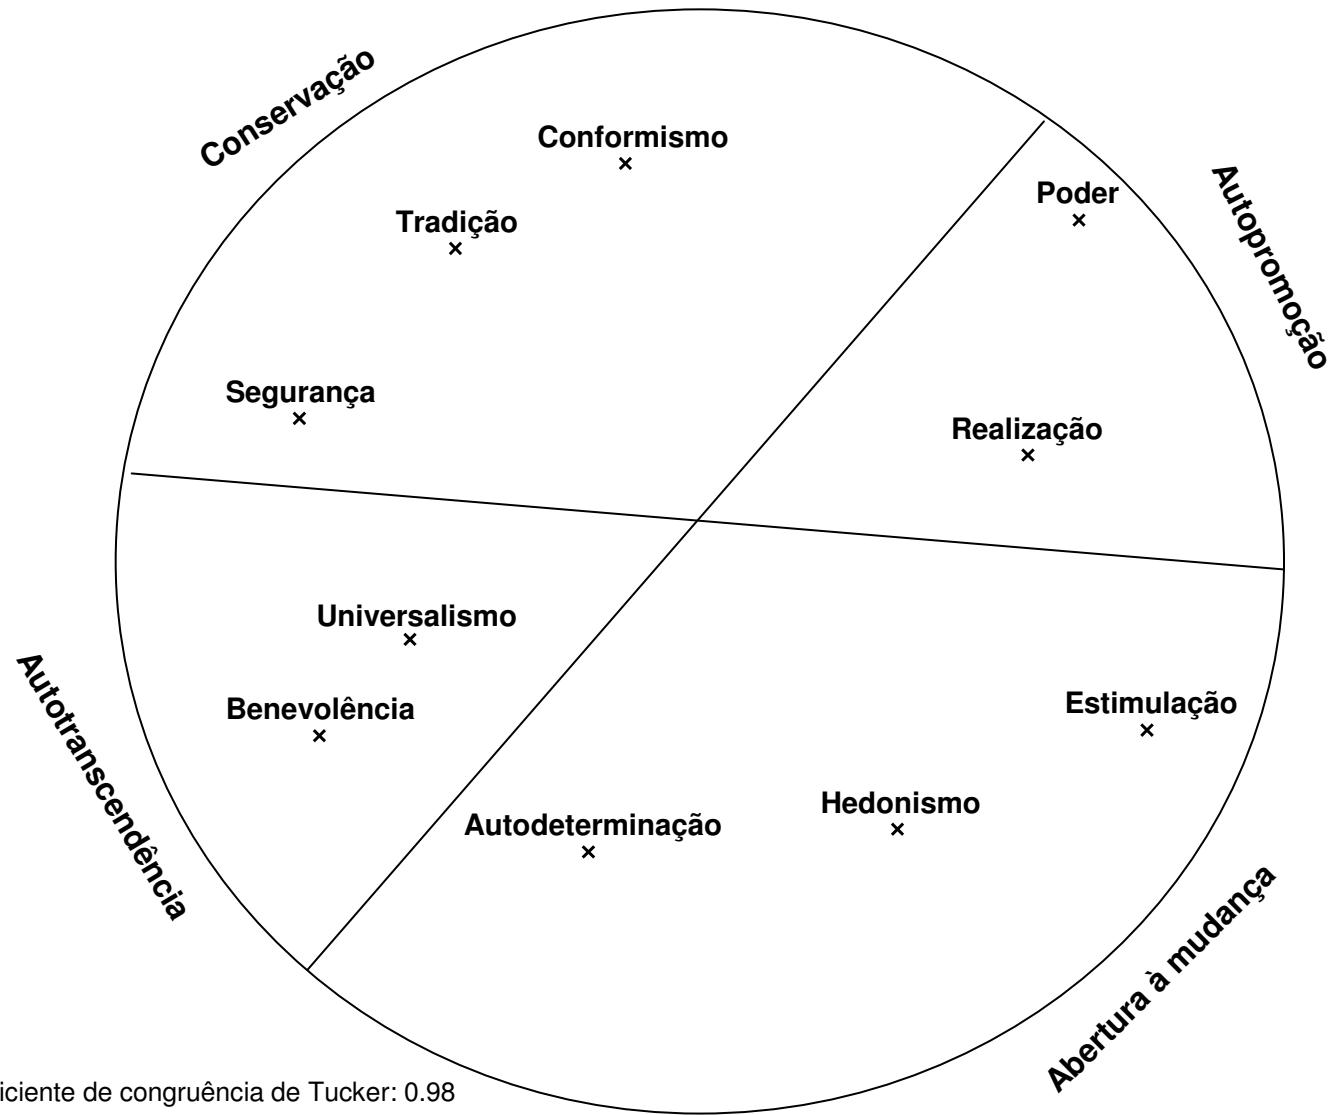 Conservação
Conformismo
Poder
Autopromoção
Tradição
Segurança
Realização
Universalismo
Autotranscendência
Benevolência
Estimulação
Hedonismo
Autodeterminação
Abertura à mudança
iciente de congruência de Tucker: 0.98